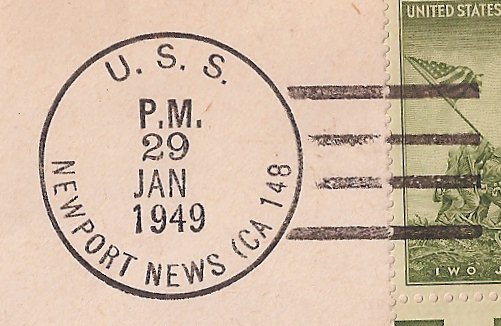 U. S. S.
P.M.
29
JAN
1949
NEWPORT NEWS (CA 148
UNITED STATES
TWO